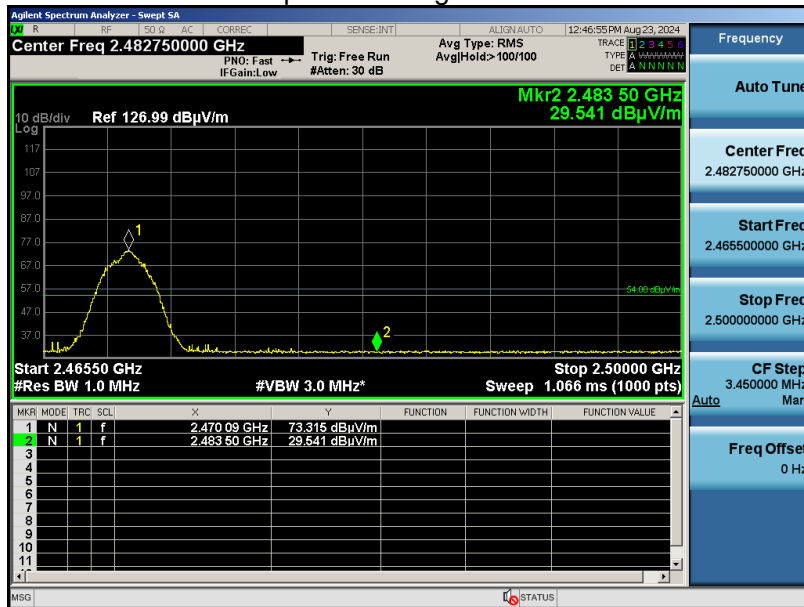 Agilent Spectrum Analyzer - Swept SA
LXI R RF 50 Ω AC CORREC SENSE:INT ALIGN AUTO 12:46:55 PM Aug 23, 2024
Center Freq 2.482750000 GHz
PNO: Fast
IFGain:Low
Trig: Free Run
#Atten: 30 dB
Avg Type: RMS
Avg|Hold:>100/100
TRACE 1 2 3 4 5 6
TYPE A WWWWW
DET A N N N N N
Frequency
Mkr2 2.483 50 GHz
29.541 dBµV/m
10 dB/div Ref 126.99 dBµV/m
Log
117
107
97.0
87.0
77.0
67.0
57.0
47.0
37.0
1
2
54.00 dBµV/m
Start 2.46550 GHz Stop 2.50000 GHz
#Res BW 1.0 MHz #VBW 3.0 MHz* Sweep 1.066 ms (1000 pts)
MKR MODE TRC SCL X Y FUNCTION FUNCTION WIDTH FUNCTION VALUE
1 N 1 f 2.470 09 GHz 73.315 dBµV/m
2 N 1 f 2.483 50 GHz 29.541 dBµV/m
3
4
5
6
7
8
9
10
11
MSG STATUS
Auto Tune
Center Freq
2.482750000 GHz
Start Freq
2.465500000 GHz
Stop Freq
2.500000000 GHz
CF Step
3.450000 MHz
Auto Man
Freq Offset
0 Hz